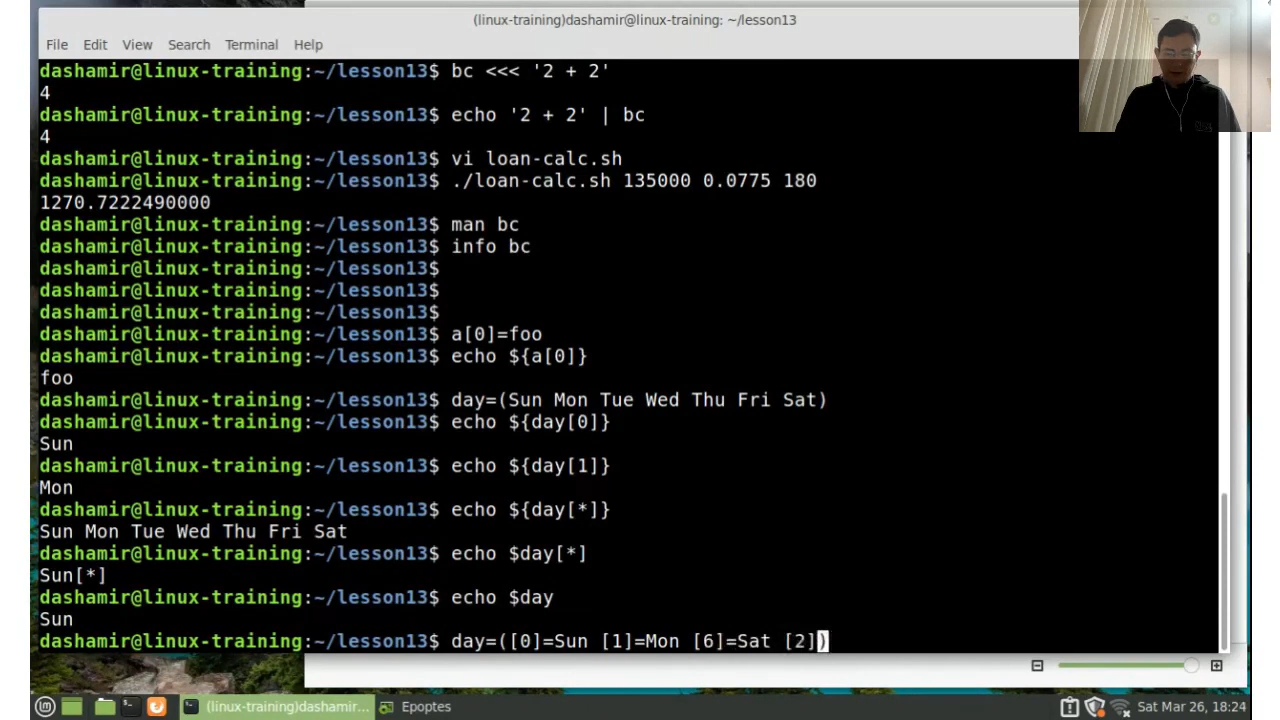 (linux-training)dashamir@linux-training: ~/lesson13
File Edit View Search Terminal Help
dashamir@linux-training:~/lesson13$ bc <<< '2 + 2'
4
dashamir@linux-training:~/lesson13$ echo '2 + 2' | bc
4
dashamir@linux-training:~/lesson13$ vi loan-calc.sh
dashamir@linux-training:~/lesson13$ ./loan-calc.sh 135000 0.0775 180
1270.7222490000
dashamir@linux-training:~/lesson13$ man bc
dashamir@linux-training:~/lesson13$ info bc
dashamir@linux-training:~/lesson13$
dashamir@linux-training:~/lesson13$
dashamir@linux-training:~/lesson13$
dashamir@linux-training:~/lesson13$ a[0]=foo
dashamir@linux-training:~/lesson13$ echo ${a[0]}
foo
dashamir@linux-training:~/lesson13$ day=(Sun Mon Tue Wed Thu Fri Sat)
dashamir@linux-training:~/lesson13$ echo ${day[0]}
Sun
dashamir@linux-training:~/lesson13$ echo ${day[1]}
Mon
dashamir@linux-training:~/lesson13$ echo ${day[*]}
Sun Mon Tue Wed Thu Fri Sat
dashamir@linux-training:~/lesson13$ echo $day[*]
Sun[*]
dashamir@linux-training:~/lesson13$ echo $day
Sun
dashamir@linux-training:~/lesson13$ day=([0]=Sun [1]=Mon [6]=Sat [2])
(linux-training)dashamir... Epoptes Sat Mar 26, 18:24